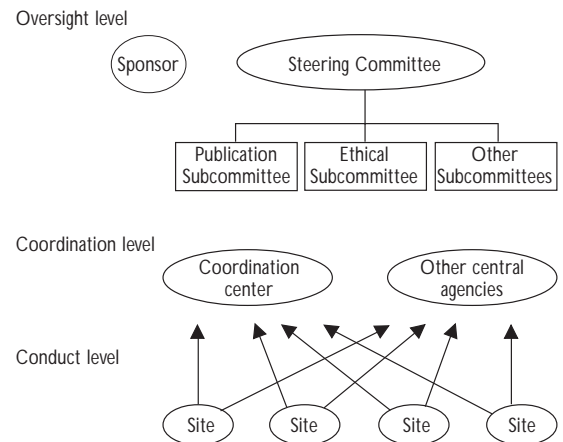 Oversight level
Sponsor
Steering Committee
Publication
Subcommittee
Ethical
Subcommittee
Other
Subcommittees
Coordination level
Coordination
center
Other central
agencies
Conduct level
Site
Site
Site
Site